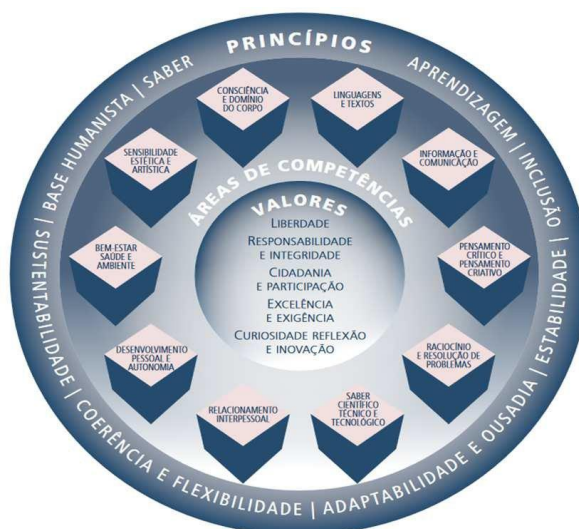 PRINCÍPIOS
BASE HUMANISTA | SABER
APRENDIZAGEM | INCLUSÃO
| SUSTENTABILIDADE |
COERÊNCIA E FLEXIBILIDADE | ADAPTABILIDADE E OUSADIA | ESTABILIDADE |
ÁREAS DE COMPETÊNCIAS
CONSCIÊNCIA
E DOMÍNIO
DO CORPO
LINGUAGENS
E TEXTOS
SENSIBILIDADE
ESTÉTICA E
ARTÍSTICA
INFORMAÇÃO E
COMUNICAÇÃO
BEM-ESTAR
SAÚDE E
AMBIENTE
PENSAMENTO
CRÍTICO E
PENSAMENTO
CRIATIVO
DESENVOLVIMENTO
PESSOAL E
AUTONOMIA
RACIOCÍNIO
E RESOLUÇÃO DE
PROBLEMAS
RELACIONAMENTO
INTERPESSOAL
SABER
CIENTÍFICO
TÉCNICO E
TECNOLÓGICO
VALORES
LIBERDADE
RESPONSABILIDADE
E INTEGRIDADE
CIDADANIA
E PARTICIPAÇÃO
EXCELÊNCIA
E EXIGÊNCIA
CURIOSIDADE REFLEXÃO
E INOVAÇÃO